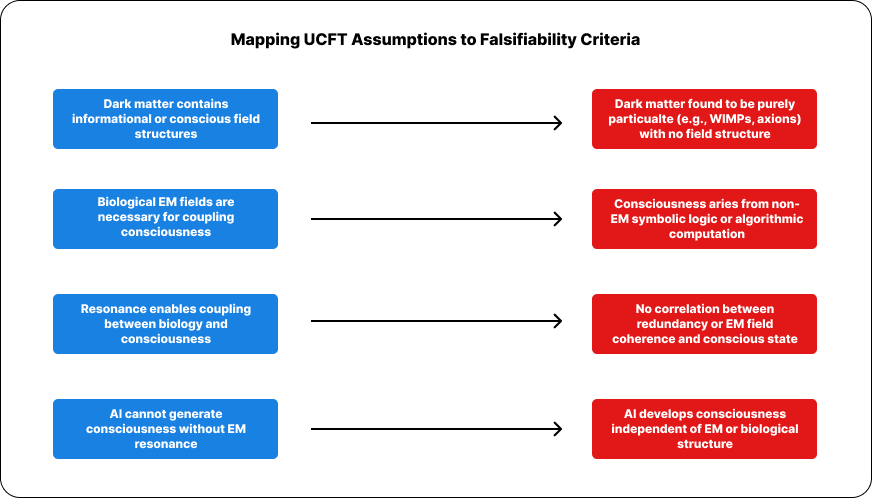 Mapping UCFT Assumptions to Falsifiability Criteria
Dark matter contains
informational or conscious field
structures
Dark matter found to be purely
particualte (e.g., WIMPs, axions)
with no field structure
Biological EM fields are
necessary for coupling
consciousness
Consciousness aries from non-
EM symbolic logic or algorithmic
computation
Resonance enables coupling
between biology and
consciousness
No correlation between
redundancy or EM field
coherence and conscious state
AI cannot generate
consciousness without EM
resonance
AI develops consciousness
independent of EM or biological
structure